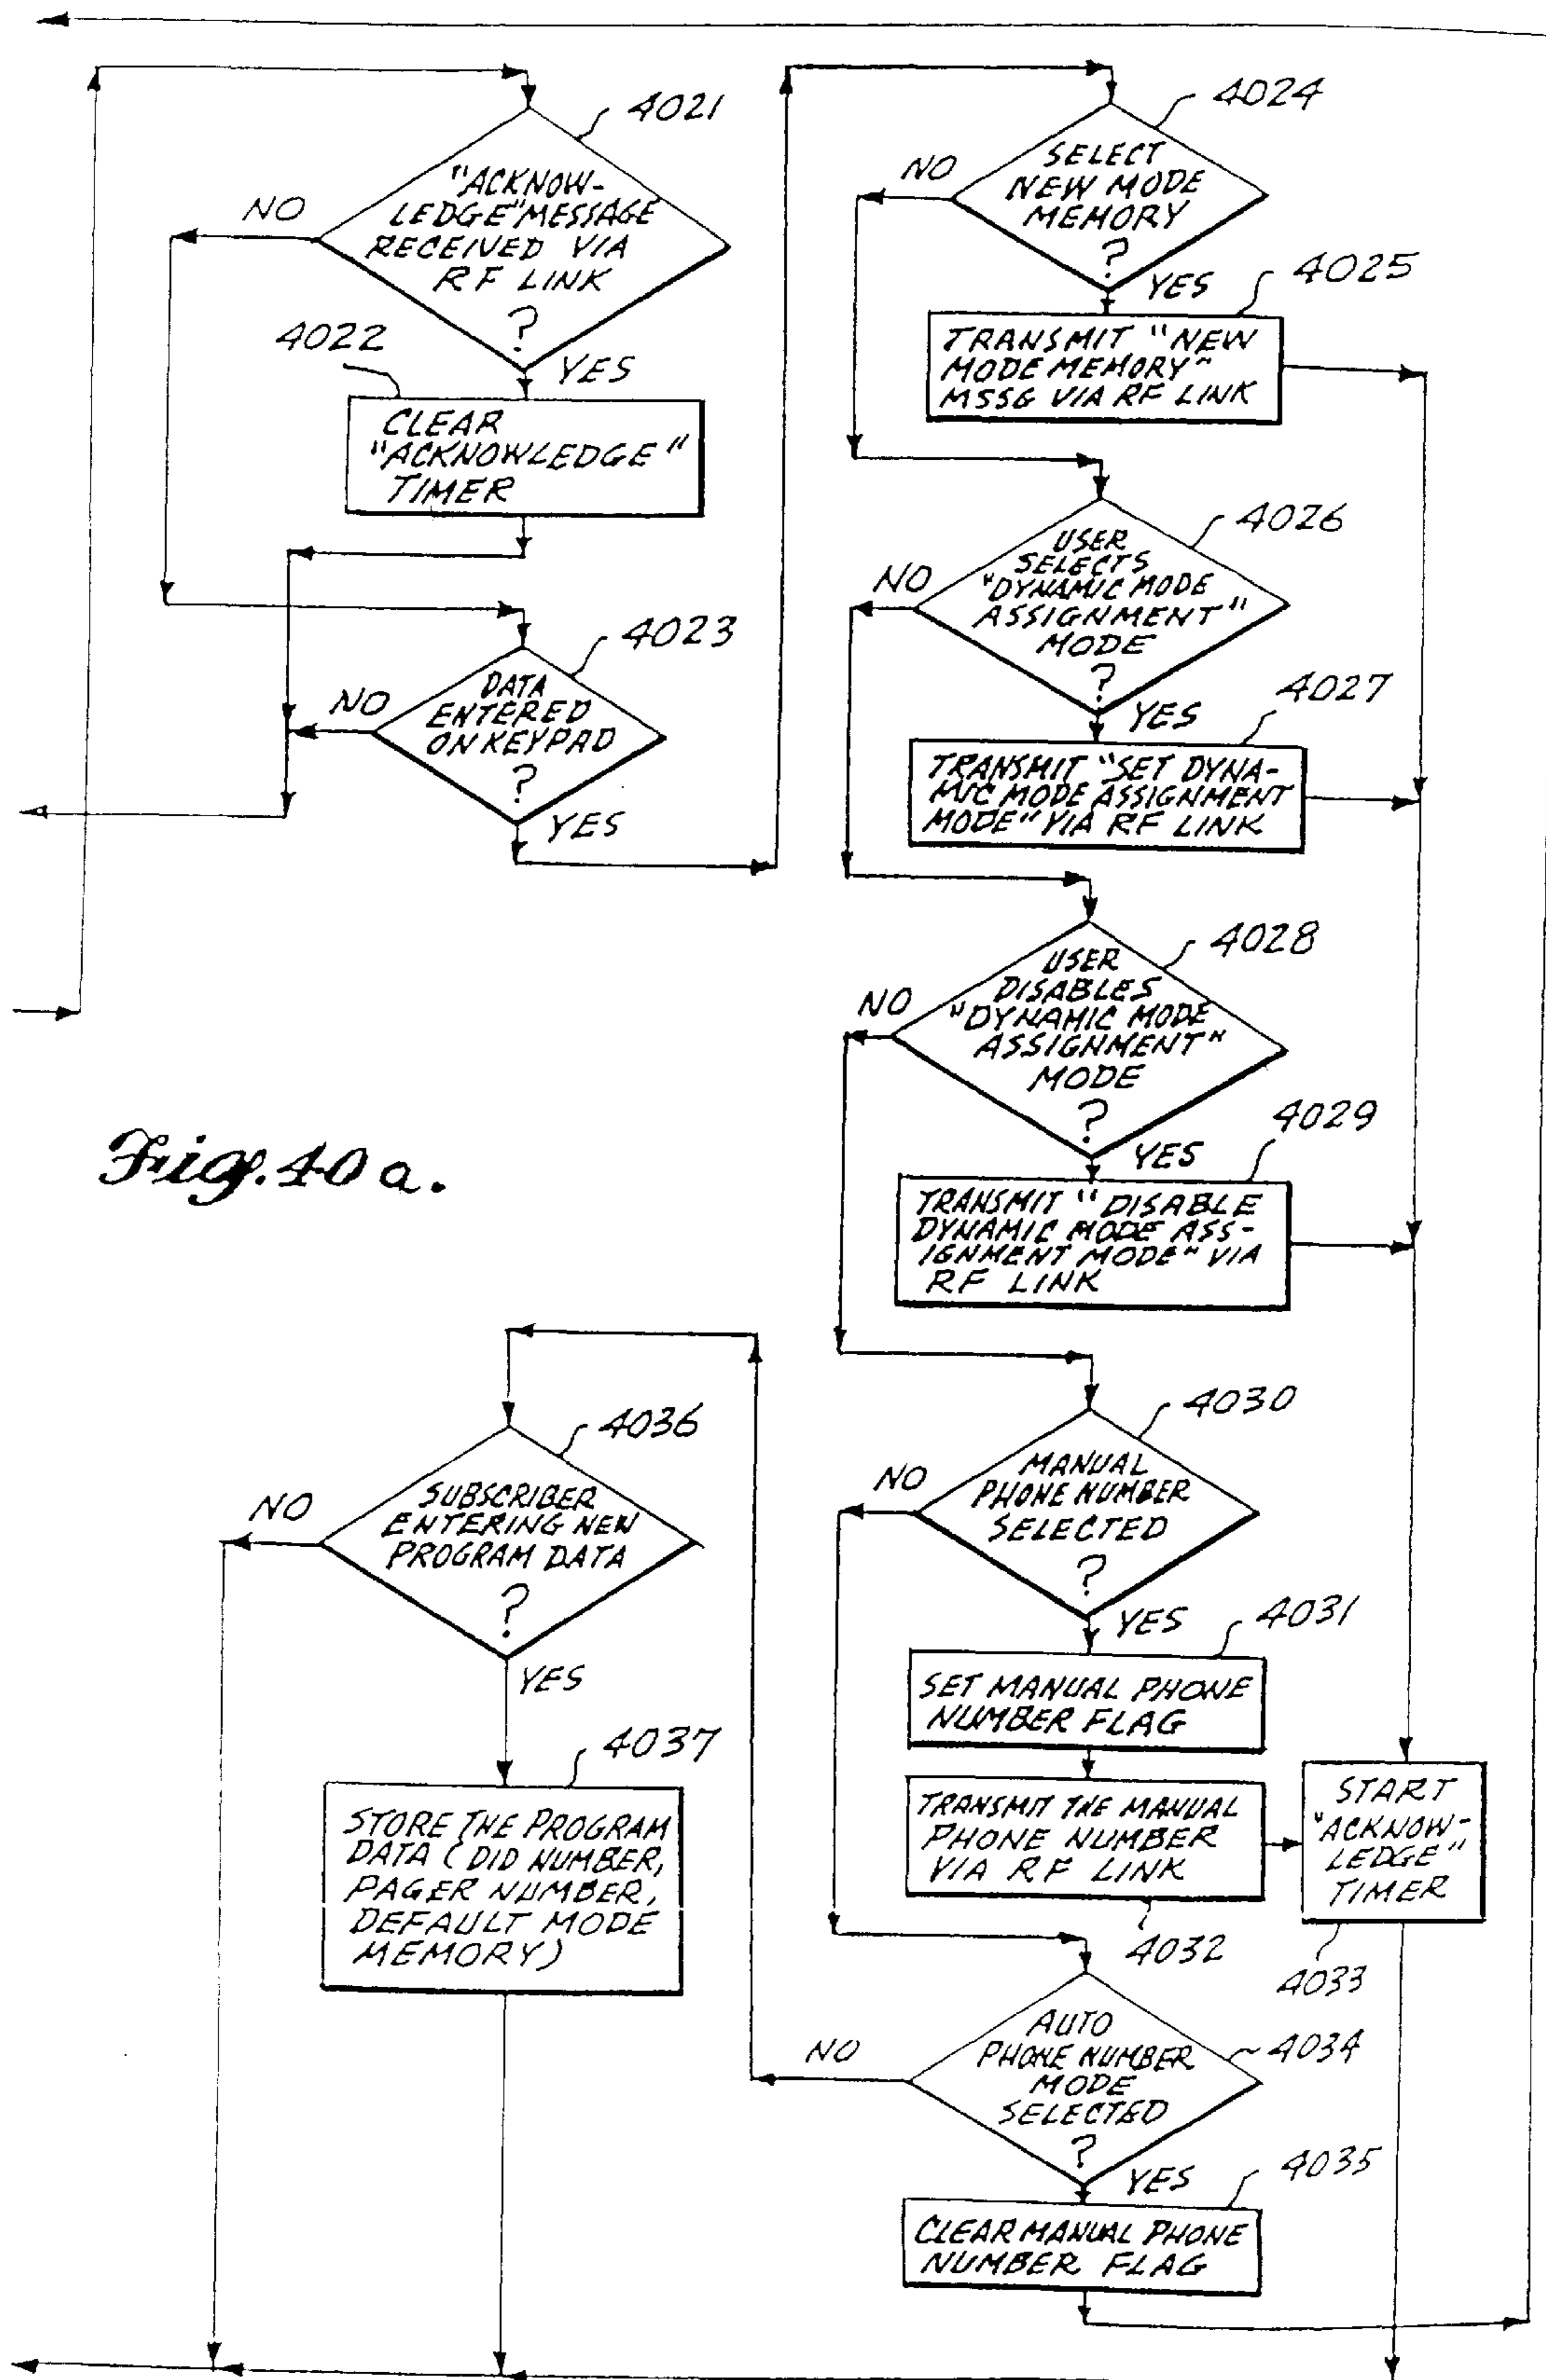 4021
"ACKNOW-
LEDGE" MESSAGE
RECEIVED VIA
RF LINK
?
NO
YES
4022
CLEAR
"ACKNOWLEDGE"
TIMER
4023
DATA
ENTERED
ON KEYPAD
?
NO
YES
4024
SELECT
NEW MODE
MEMORY
?
NO
YES
4025
TRANSMIT "NEW
MODE MEMORY"
MSSG VIA RF LINK
4026
USER
SELECTS
"DYNAMIC MODE
ASSIGNMENT"
MODE
?
NO
YES
4027
TRANSMIT "SET DYNA-
MIC MODE ASSIGNMENT
MODE" VIA RF LINK
4028
USER
DISABLES
"DYNAMIC MODE
ASSIGNMENT"
MODE
?
NO
YES
4029
TRANSMIT "DISABLE
DYNAMIC MODE ASS-
IGNMENT MODE" VIA
RF LINK
Fig. 40a.
4030
MANUAL
PHONE NUMBER
SELECTED
?
NO
YES
4031
SET MANUAL PHONE
NUMBER FLAG
TRANSMIT THE MANUAL
PHONE NUMBER
VIA RF LINK
4032
START
"ACKNOW-
LEDGE"
TIMER
4033
AUTO
PHONE NUMBER
MODE
SELECTED
?
4034
NO
YES
4035
CLEAR MANUAL PHONE
NUMBER FLAG
4036
SUBSCRIBER
ENTERING NEW
PROGRAM DATA
?
NO
YES
4037
STORE THE PROGRAM
DATA (DID NUMBER,
PAGER NUMBER,
DEFAULT MODE
MEMORY)